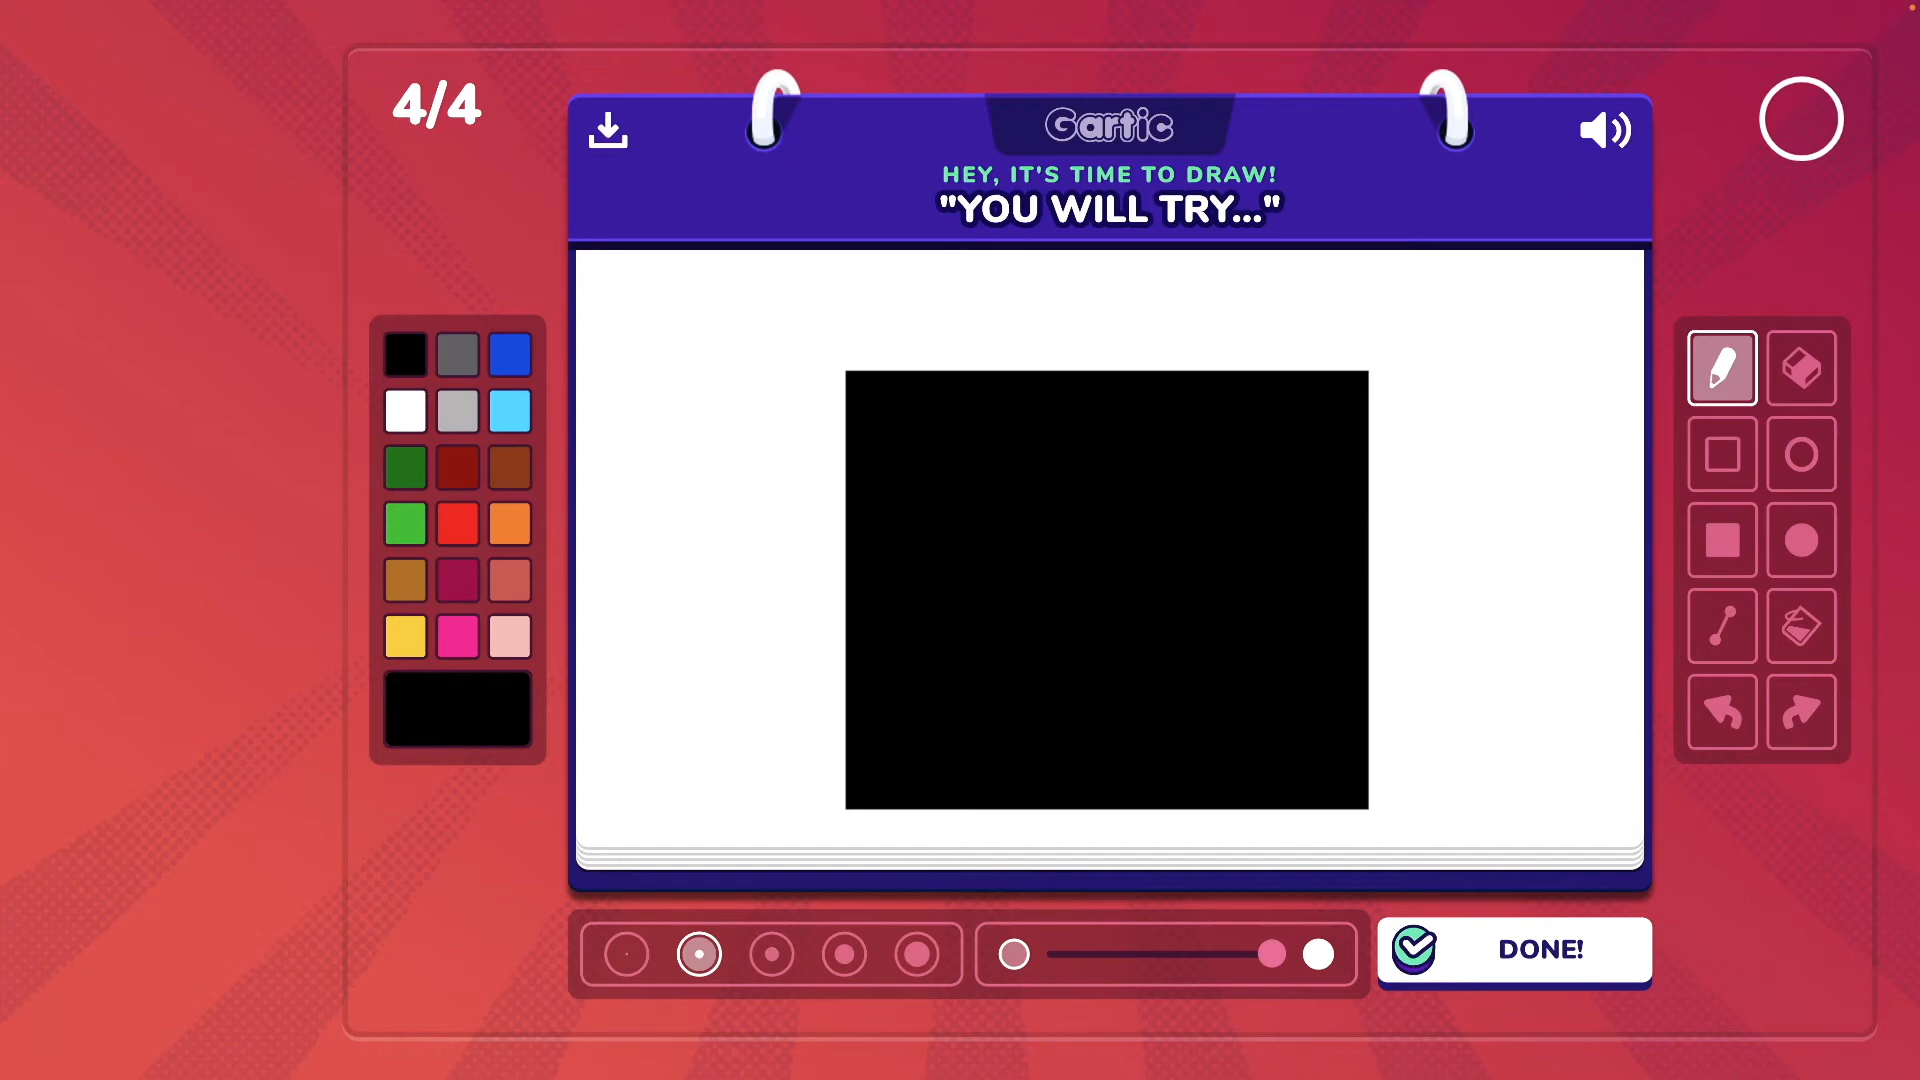 4/4
Gartic
HEY, IT'S TIME TO DRAW!
"YOU WILL TRY..."
DONE!